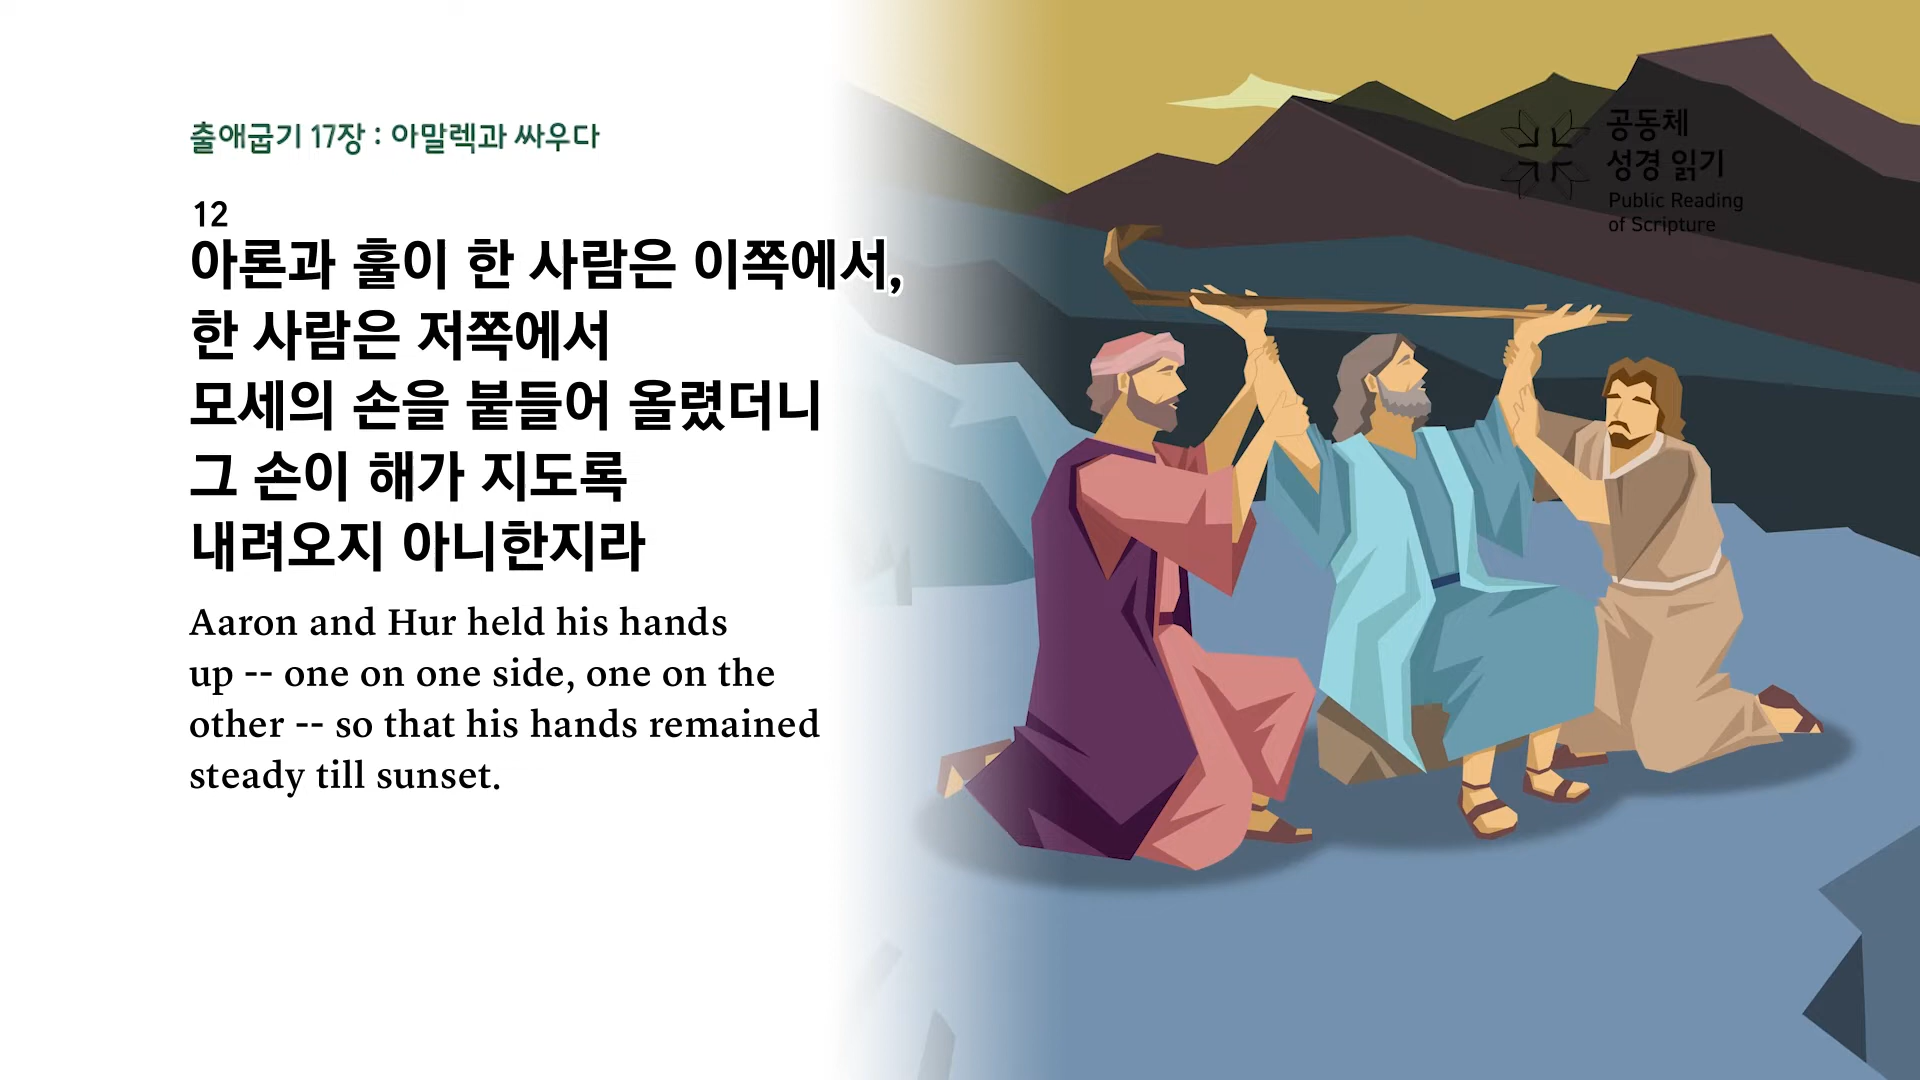 출애굽기 17장 : 아말렉과 싸우다
12
아론과 훌이 한 사람은 이쪽에서,
한 사람은 저쪽에서
모세의 손을 붙들어 올렸더니
그 손이 해가 지도록
내려오지 아니한지라
Aaron and Hur held his hands
up -- one on one side, one on the
other -- so that his hands remained
steady till sunset.
공동체
성경 읽기
Public Reading
of Scripture